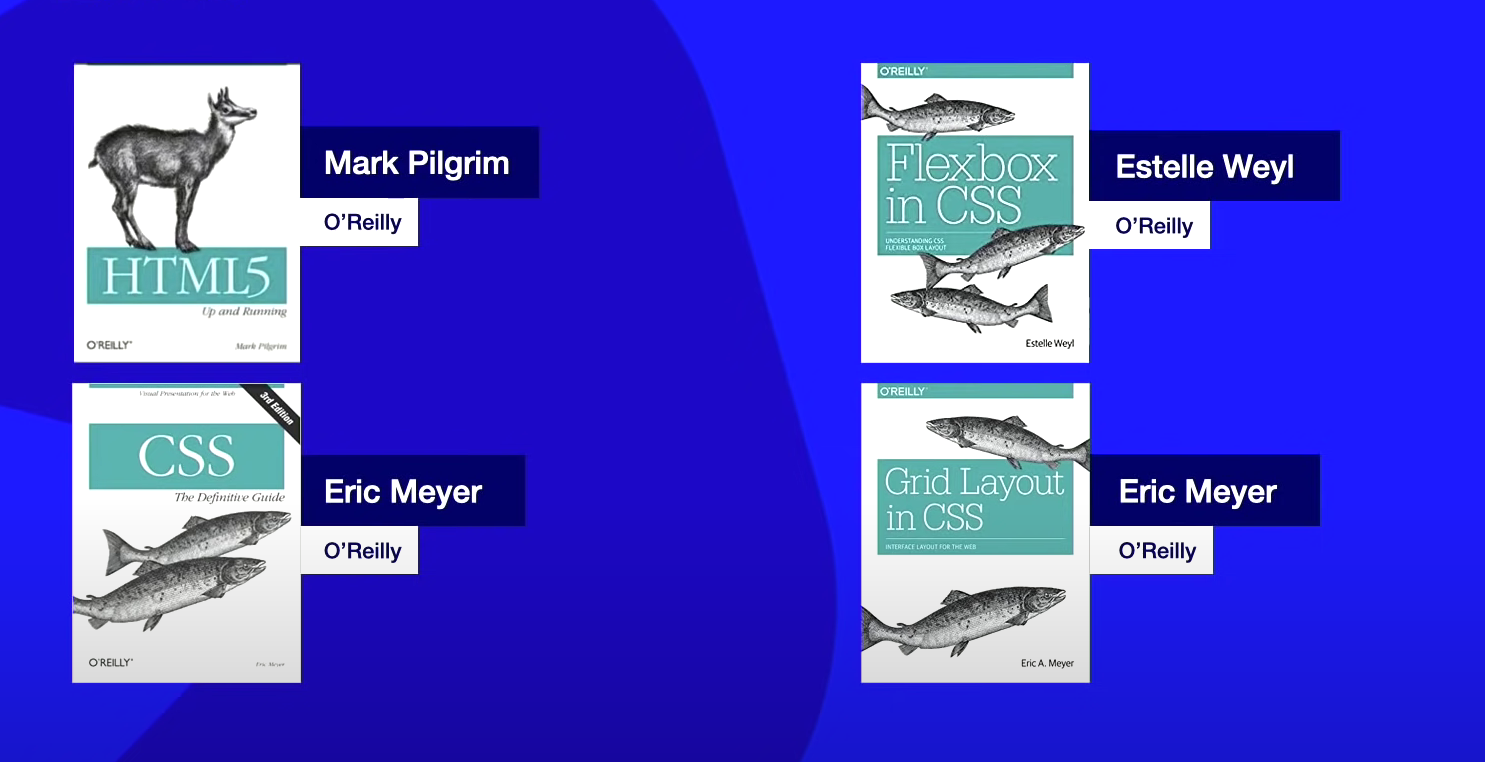 HTML5
Up and Running
O'REILLY®
Mark Pilgrim
Mark Pilgrim
O'Reilly
O'REILLY®
Flexbox
in CSS
UNDERSTANDING CSS
FLEXIBLE BOX LAYOUT
Estelle Weyl
Estelle Weyl
O'Reilly
Visual Presentation for the Web
3rd Edition
CSS
The Definitive Guide
O'REILLY®
Eric Meyer
Eric Meyer
O'Reilly
O'REILLY®
Grid Layout
in CSS
INTERFACE LAYOUT FOR THE WEB
Eric A. Meyer
Eric Meyer
O'Reilly